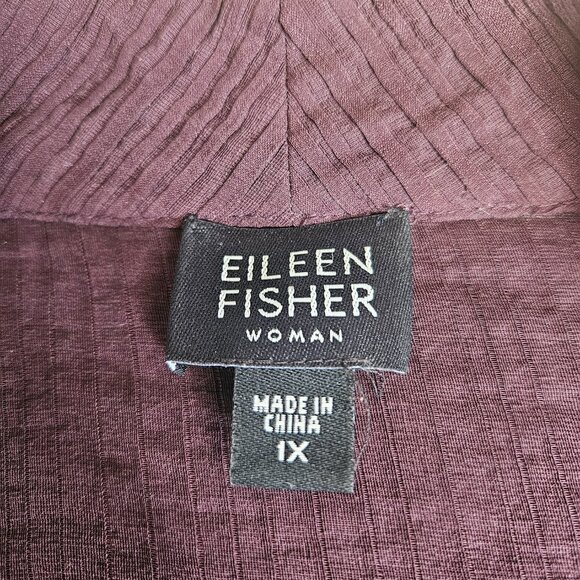 EILEEN
FISHER
WOMAN
MADE IN
CHINA
1X